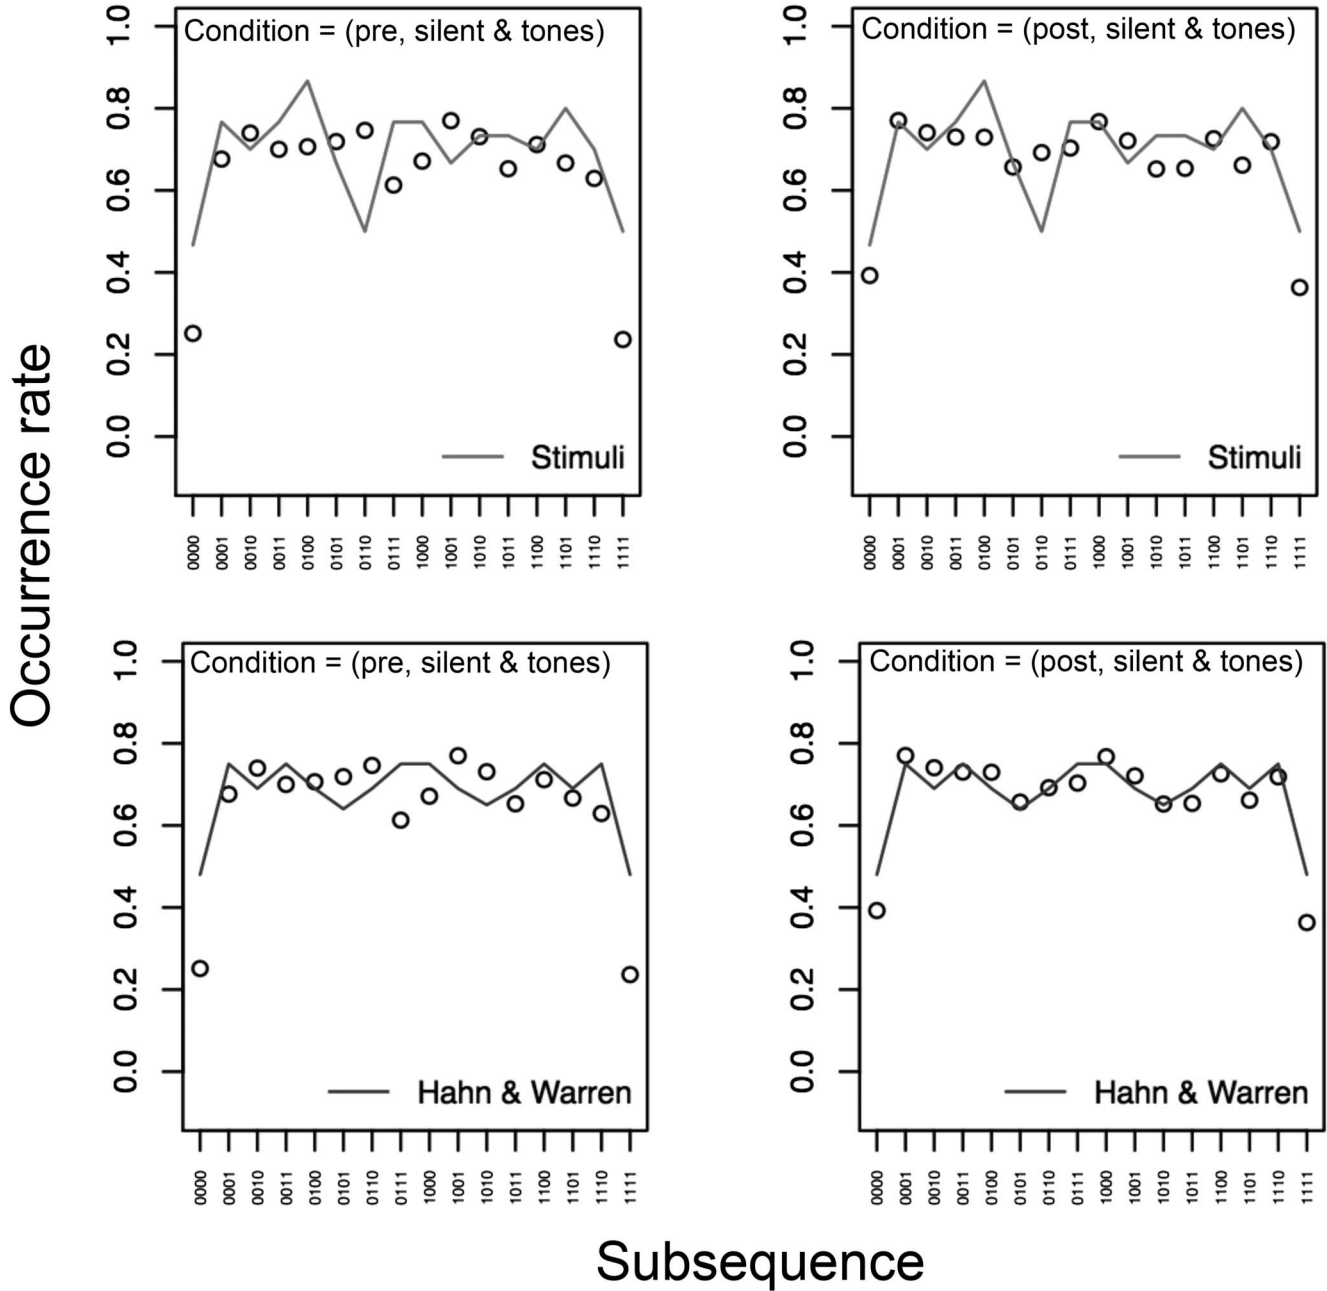 Occurrence rate
Condition = (pre, silent & tones)
1.0
0.8
0.6
0.4
0.2
0.0
Stimuli
0000 0001 0010 0011 0100 0101 0110 0111 1000 1001 1010 1011 1100 1101 1110 1111
Condition = (post, silent & tones)
1.0
0.8
0.6
0.4
0.2
0.0
Stimuli
0000 0001 0010 0011 0100 0101 0110 0111 1000 1001 1010 1011 1100 1101 1110 1111
Condition = (pre, silent & tones)
1.0
0.8
0.6
0.4
0.2
0.0
Hahn & Warren
0000 0001 0010 0011 0100 0101 0110 0111 1000 1001 1010 1011 1100 1101 1110 1111
Condition = (post, silent & tones)
1.0
0.8
0.6
0.4
0.2
0.0
Hahn & Warren
0000 0001 0010 0011 0100 0101 0110 0111 1000 1001 1010 1011 1100 1101 1110 1111
Subsequence